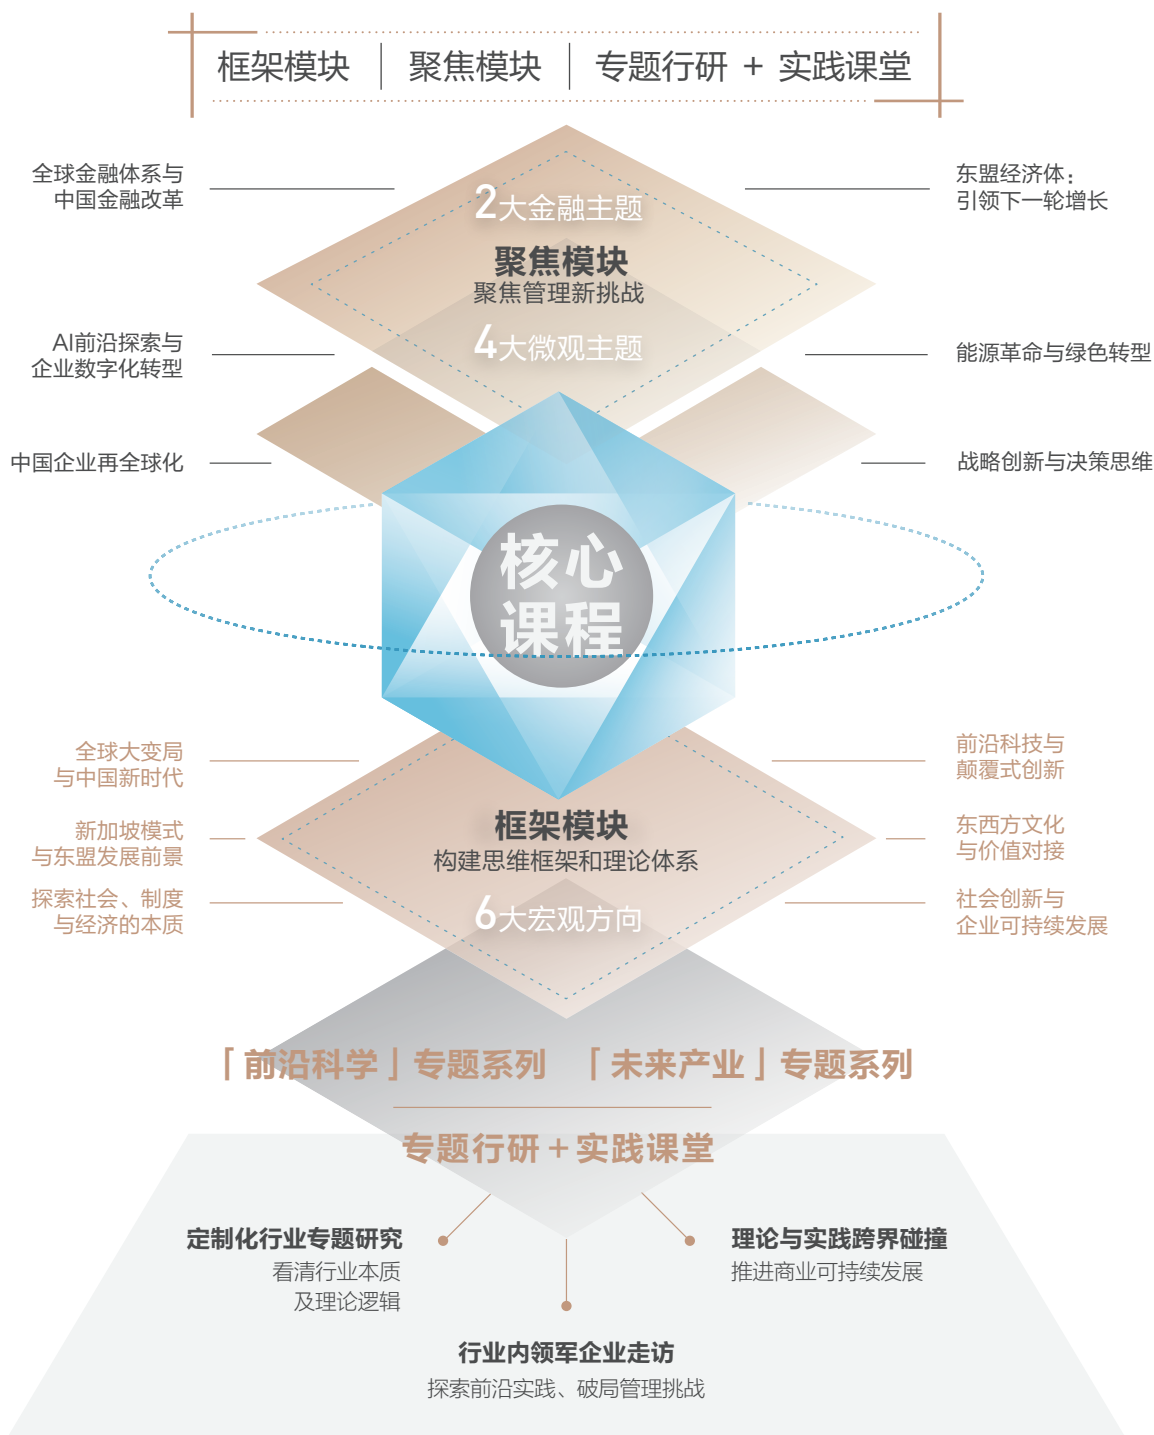 框架模块 聚焦模块 专题行研 + 实践课堂
全球金融体系与
中国金融改革
东盟经济体：
引领下一轮增长
2大金融主题
聚焦模块
聚焦管理新挑战
4大微观主题
AI前沿探索与
企业数字化转型
能源革命与绿色转型
中国企业再全球化
战略创新与决策思维
核心
课程
全球大变局
与中国新时代
前沿科技与
颠覆式创新
框架模块
构建思维框架和理论体系
6大宏观方向
新加坡模式
与东盟发展前景
东西方文化
与价值对接
探索社会、制度
与经济的本质
社会创新与
企业可持续发展
「前沿科学」专题系列 「未来产业」专题系列
专题行研＋实践课堂
定制化行业专题研究
看清行业本质
及理论逻辑
理论与实践跨界碰撞
推进商业可持续发展
行业内领军企业走访
探索前沿实践、破局管理挑战